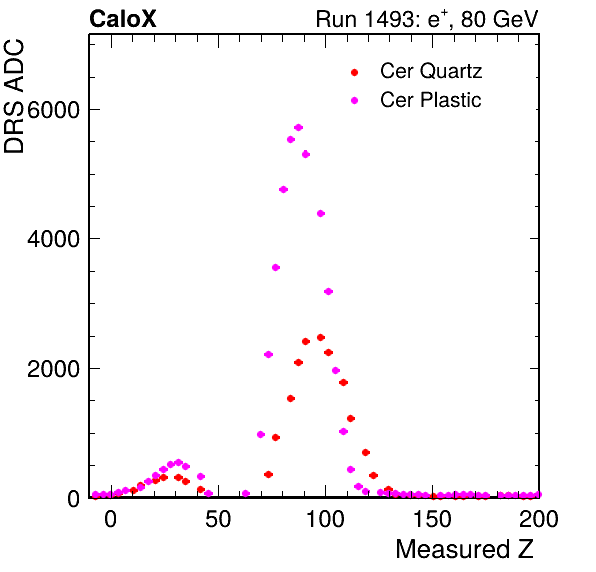 CaloX Run 1493: e⁺, 80 GeV
DRS ADC
Cer Quartz
Cer Plastic
6000
4000
2000
0
0 50 100 150 200
Measured Z